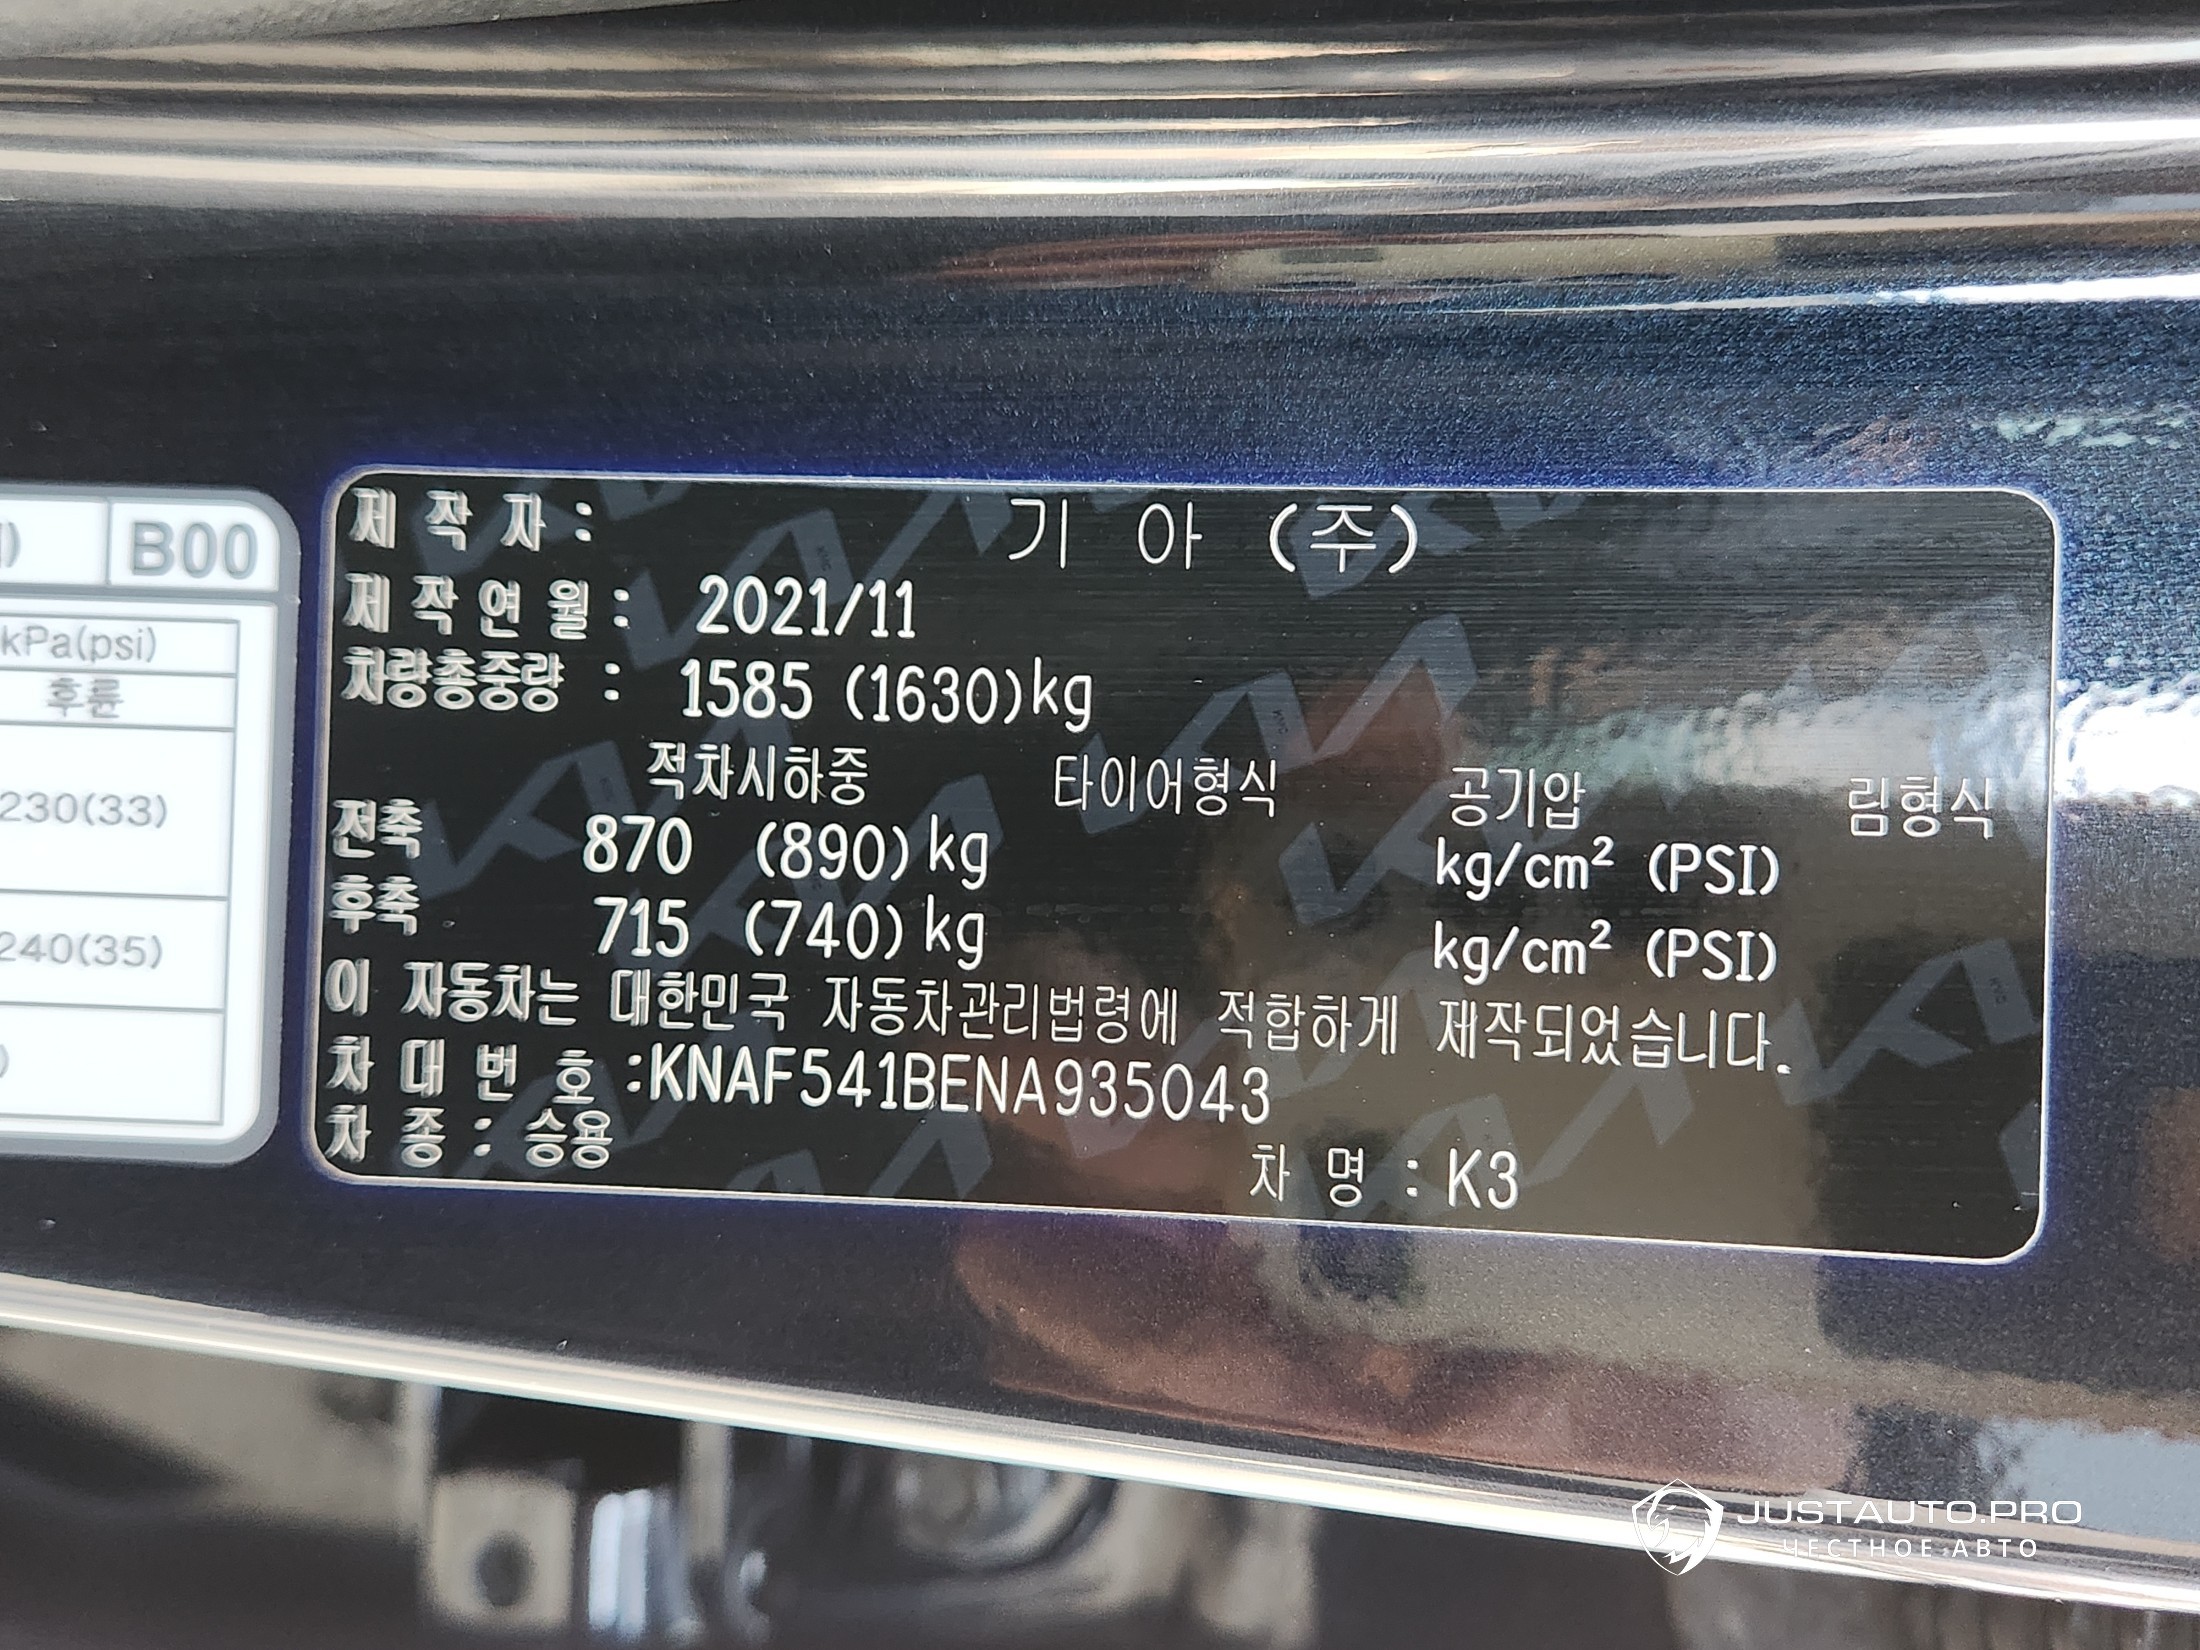 B00
kPa(psi)
후륜
230(33)
240(35)
제 작 자 : 기 아 (주)
제 작 연 월 : 2021/11
차량총중량 : 1585 (1630)kg
적차시하중 타이어형식 공기압 림형식
전축 870 (890)kg kg/cm² (PSI)
후축 715 (740)kg kg/cm² (PSI)
이 자동차는 대한민국 자동차관리법령에 적합하게 제작되었습니다.
차 대 번 호 :KNAF541BENA935043
차 종 : 승용 차 명 : K3
JUSTAUTO.PRO
ЧЕСТНОЕ АВТО